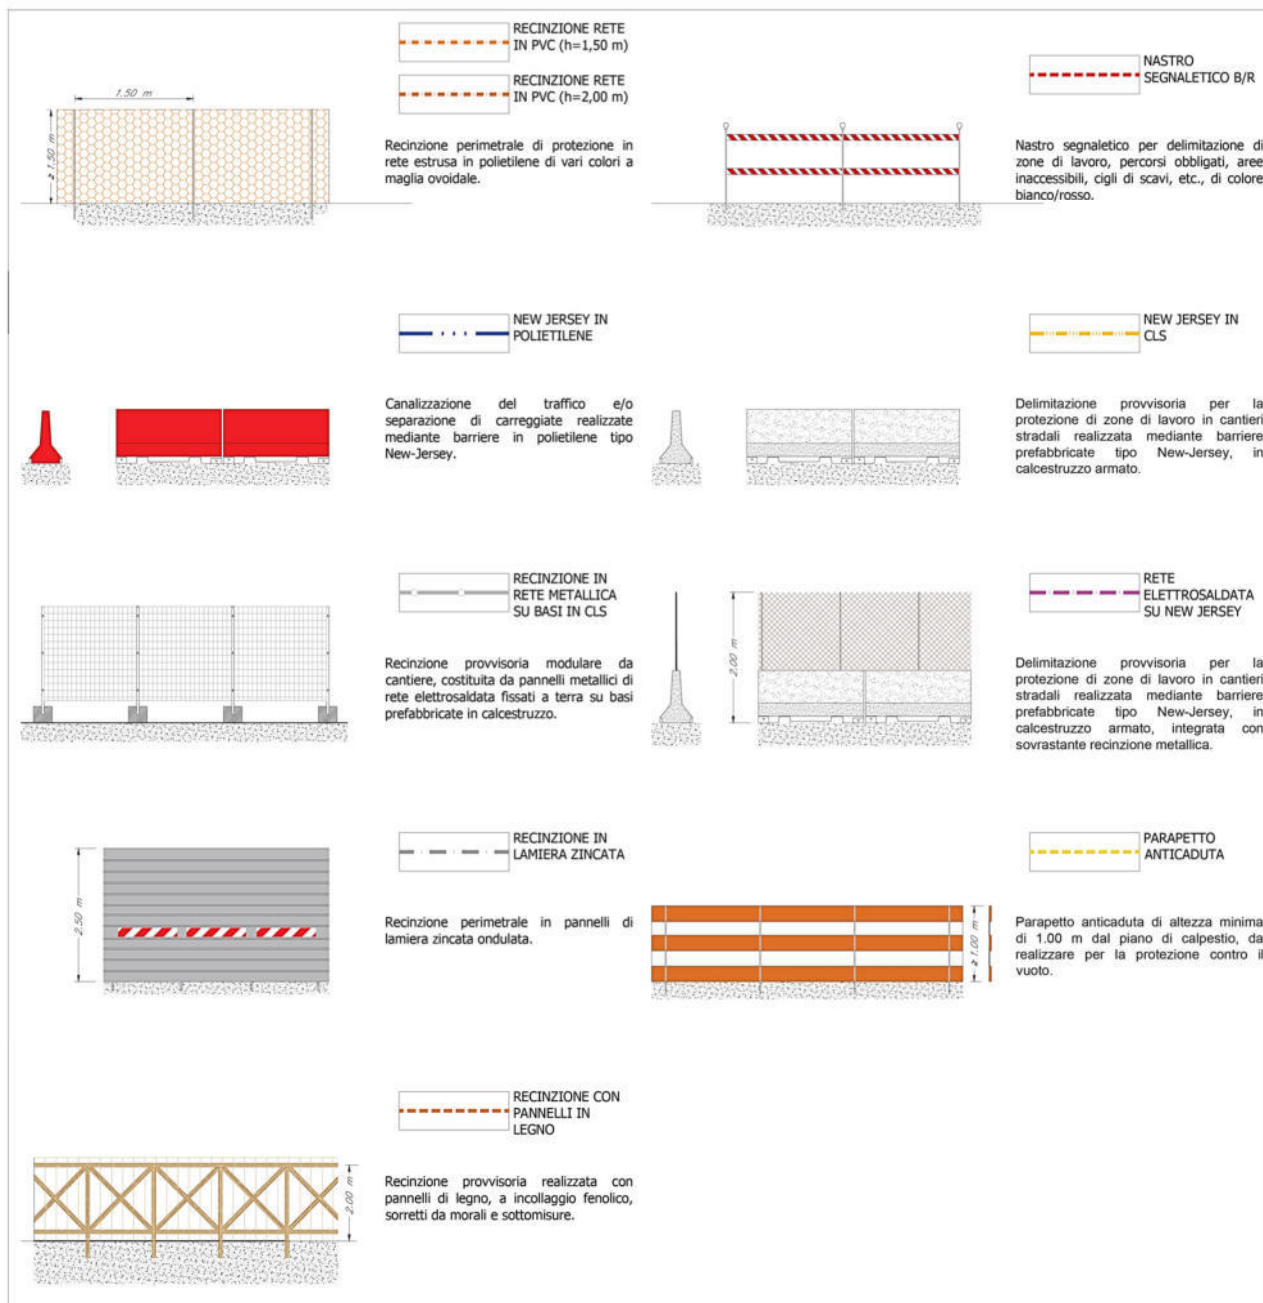 RECINZIONE RETE
IN PVC (h=1,50 m)
RECINZIONE RETE
IN PVC (h=2,00 m)
1.50 m
≥ 1.50 m
Recinzione perimetrale di protezione in
rete estrusa in polietilene di vari colori a
maglia ovoidale.
NASTRO
SEGNALETICO B/R
Nastro segnaletico per delimitazione di
zone di lavoro, percorsi obbligati, aree
inaccessibili, cigli di scavi, etc., di colore
bianco/rosso.
NEW JERSEY IN
POLIETILENE
Canalizzazione del traffico e/o
separazione di carreggiate realizzate
mediante barriere in polietilene tipo
New-Jersey.
NEW JERSEY IN
CLS
Delimitazione provvisoria per la
protezione di zone di lavoro in cantieri
stradali realizzata mediante barriere
prefabbricate tipo New-Jersey, in
calcestruzzo armato.
RECINZIONE IN
RETE METALLICA
SU BASI IN CLS
Recinzione provvisoria modulare da
cantiere, costituita da pannelli metallici di
rete elettrosaldata fissati a terra su basi
prefabbricate in calcestruzzo.
RETE
ELETTROSALDATA
SU NEW JERSEY
2.00 m
Delimitazione provvisoria per la
protezione di zone di lavoro in cantieri
stradali realizzata mediante barriere
prefabbricate tipo New-Jersey, in
calcestruzzo armato, integrata con
sovrastante recinzione metallica.
RECINZIONE IN
LAMIERA ZINCATA
2.50 m
Recinzione perimetrale in pannelli di
lamiera zincata ondulata.
PARAPETTO
ANTICADUTA
≥ 1.00 m
Parapetto anticaduta di altezza minima
di 1.00 m dal piano di calpestio, da
realizzare per la protezione contro il
vuoto.
RECINZIONE CON
PANNELLI IN
LEGNO
2.00 m
Recinzione provvisoria realizzata con
pannelli di legno, a incollaggio fenolico,
sorretti da morali e sottomisure.